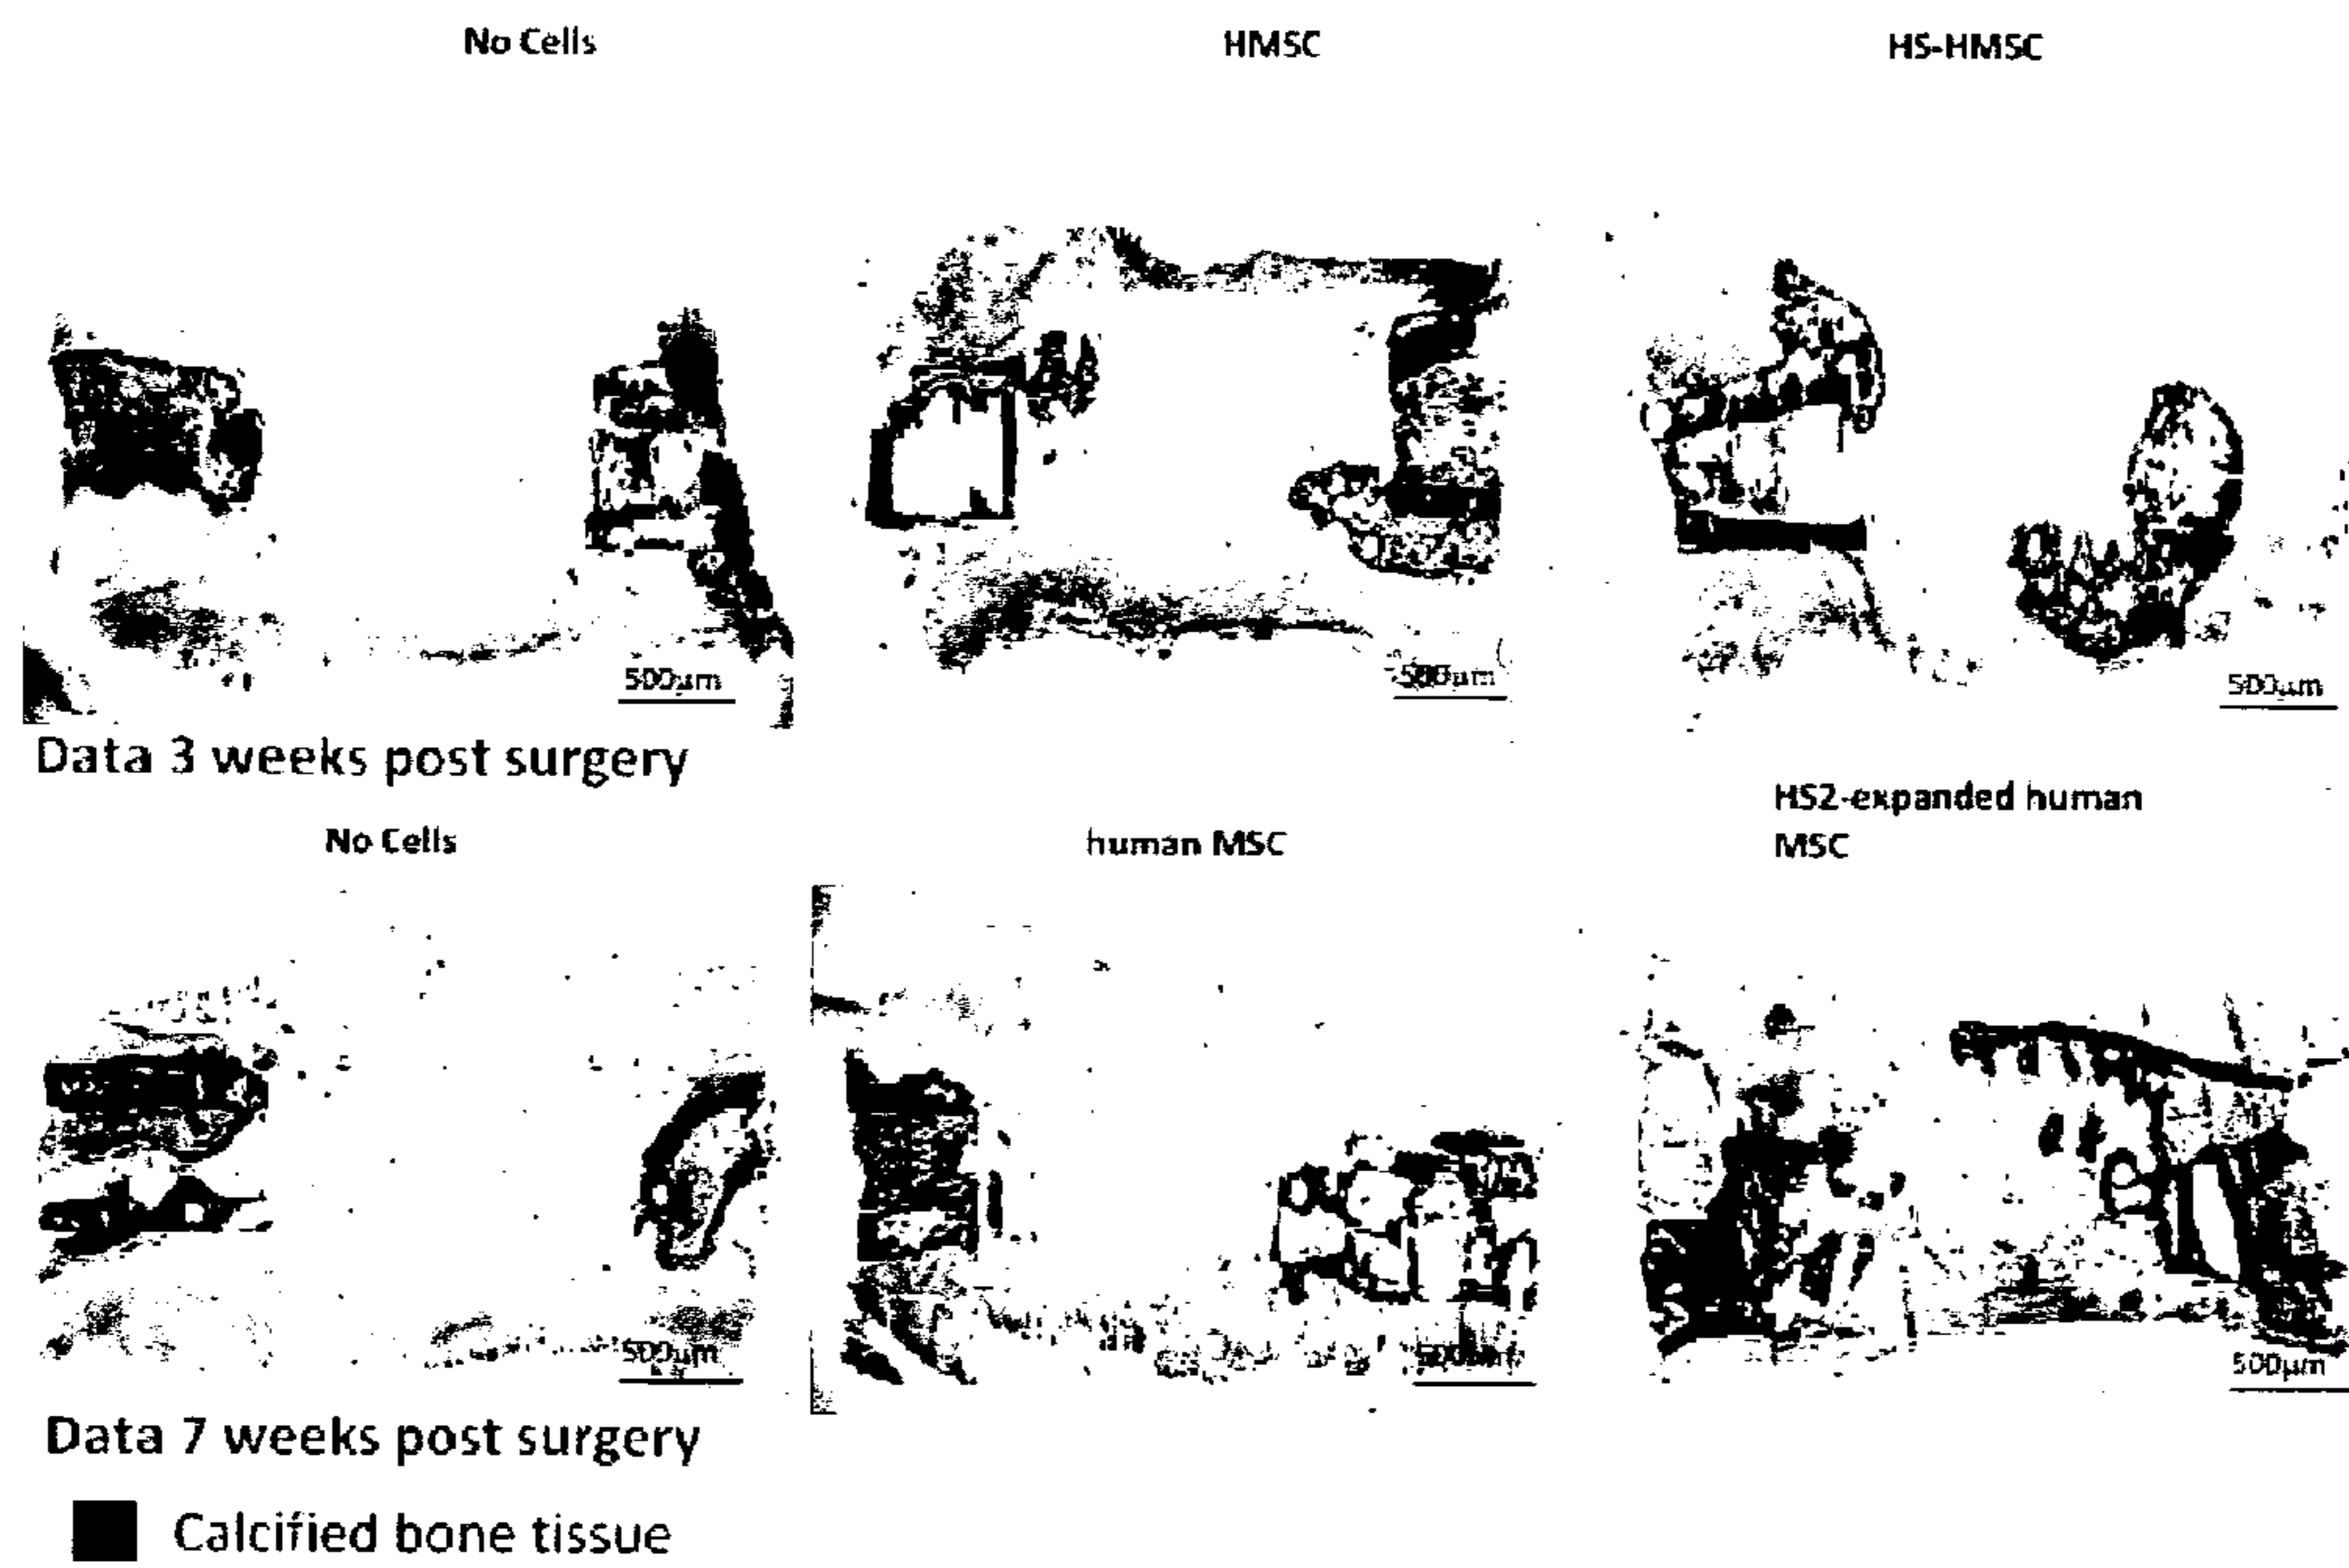 No Cells
HMSC
HS-HMSC
500µm
500µm
500µm
Data 3 weeks post surgery
No Cells
human MSC
HS2-expanded human
MSC
500µm
500µm
500µm
Data 7 weeks post surgery
Calcified bone tissue